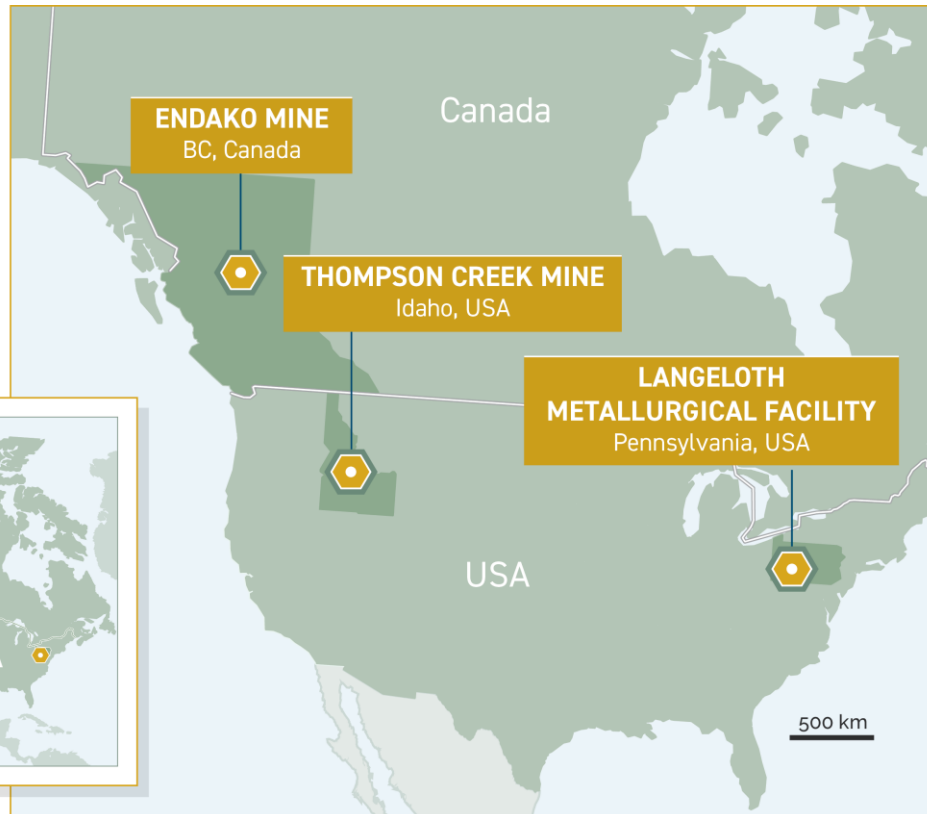 Canada
ENDAKO MINE
BC, Canada
THOMPSON CREEK MINE
Idaho, USA
LANGELOTH
METALLURGICAL FACILITY
Pennsylvania, USA
USA
500 km